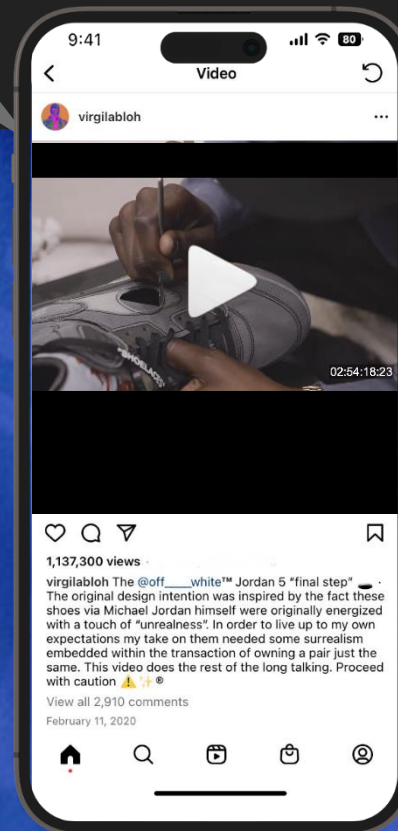 9:41
80
Video
virgilabloh
"SHOELACES"
02:54:18:23
1,137,300 views
virgilabloh The @off____white™ Jordan 5 "final step" 🕳️ .
The original design intention was inspired by the fact these
shoes via Michael Jordan himself were originally energized
with a touch of "unrealness". In order to live up to my own
expectations my take on them needed some surrealism
embedded within the transaction of owning a pair just the
same. This video does the rest of the long talking. Proceed
with caution ⚠️✨®
View all 2,910 comments
February 11, 2020